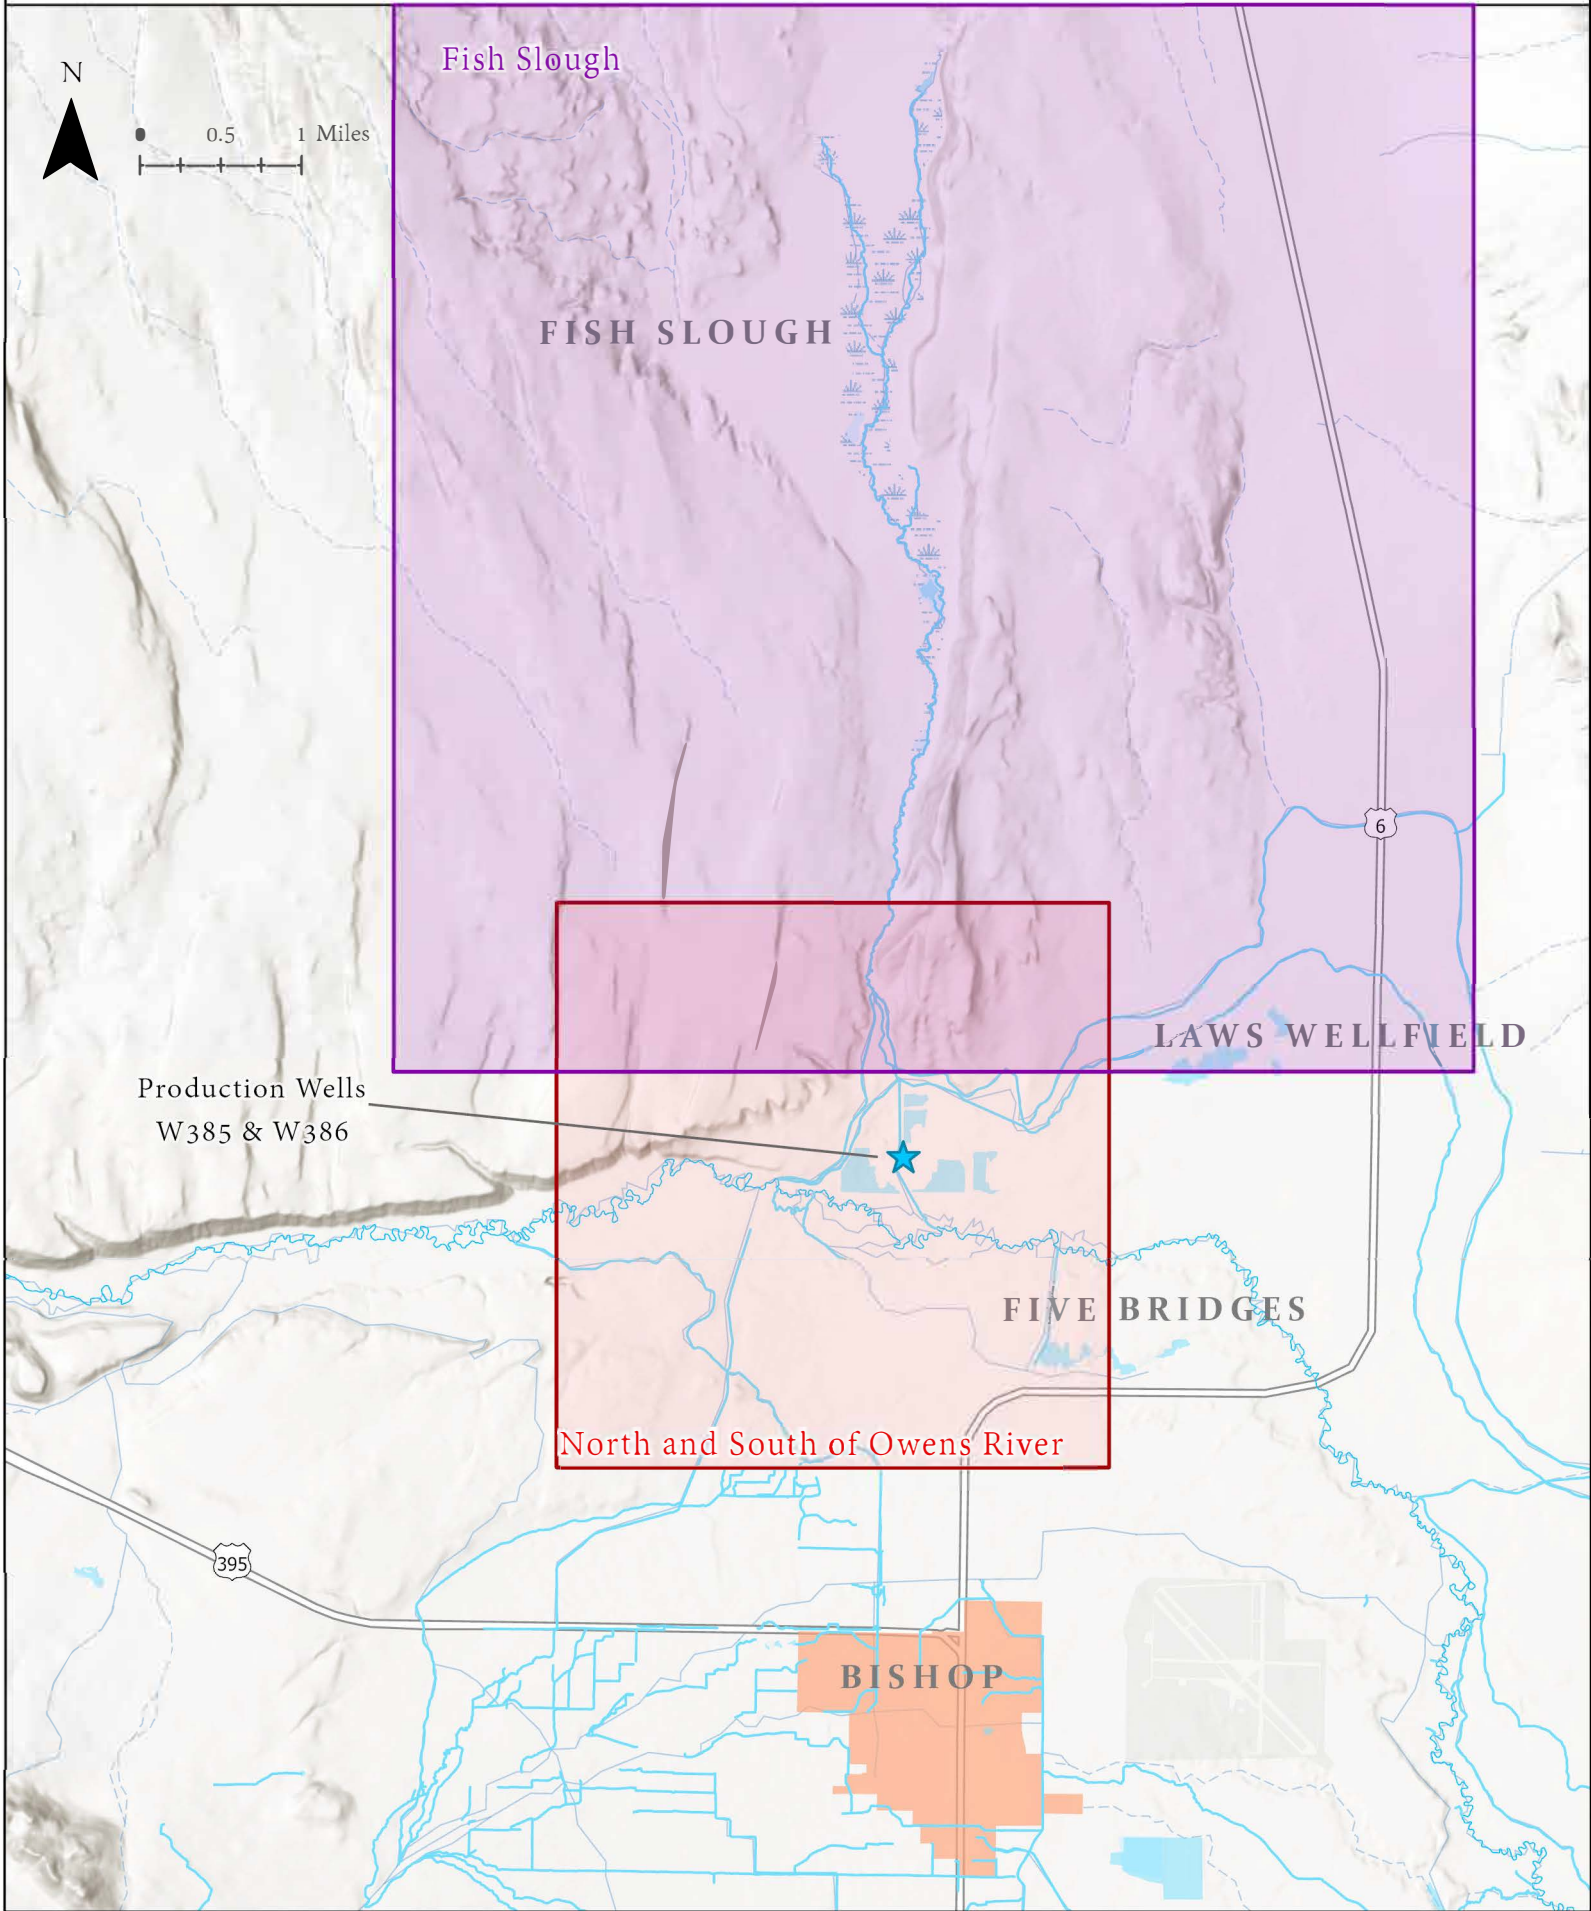 Fish Slough
N
0 0.5 1 Miles
FISH SLOUGH
6
LAWS WELLFIELD
Production Wells
W385 & W386
FIVE BRIDGES
North and South of Owens River
395
BISHOP